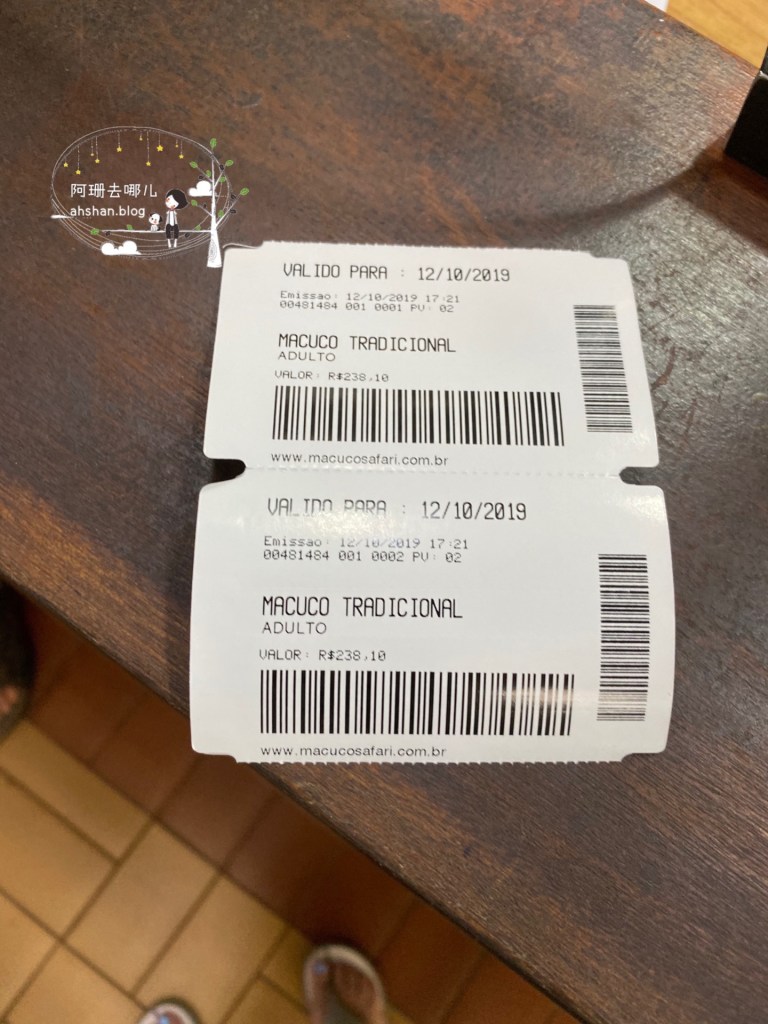 阿珊去哪儿
ahshan.blog
VALIDO PARA : 12/10/2019
Emissao: 12/10/2019 17:21
00481484 001 0001 PV: 02
MACUCO TRADICIONAL
ADULTO
VALOR: R$238,10
www.macucosafari.com.br
VALIDO PARA : 12/10/2019
Emissao: 12/10/2019 17:21
00481484 001 0002 PV: 02
MACUCO TRADICIONAL
ADULTO
VALOR: R$238,10
www.macucosafari.com.br